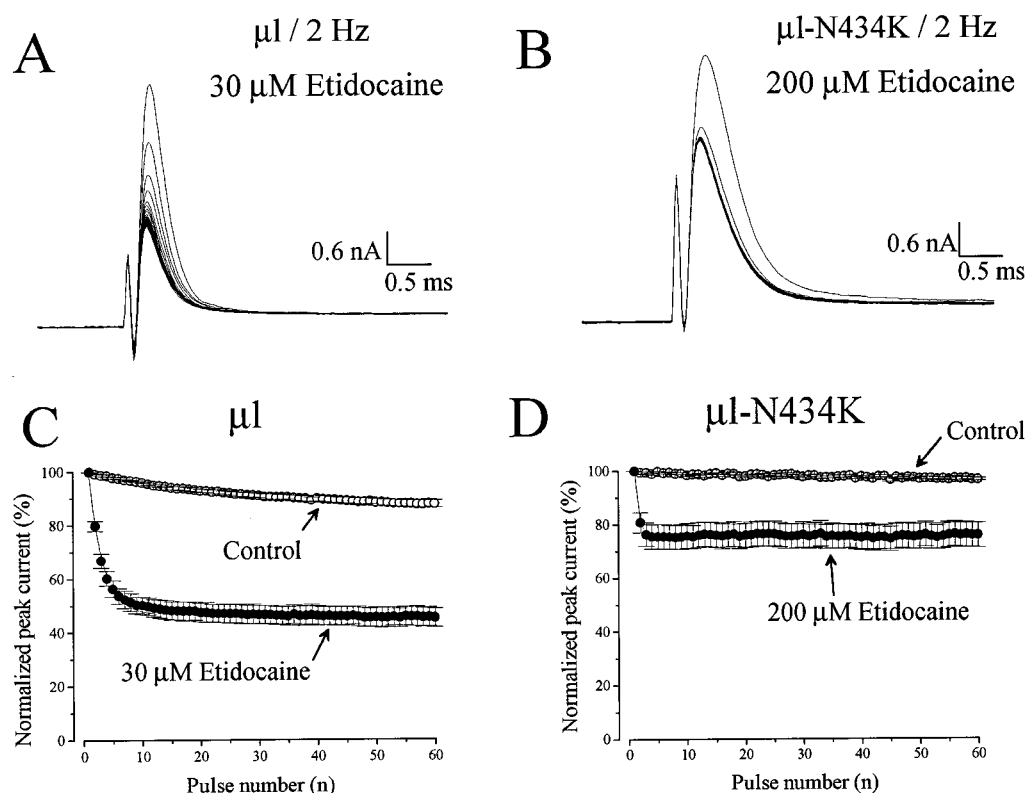 A
μl / 2 Hz
30 μM Etidocaine
0.6 nA
0.5 ms
B
μl-N434K / 2 Hz
200 μM Etidocaine
0.6 nA
0.5 ms
C
μl
Normalized peak current (%)
100
80
60
40
20
0
Control
30 μM Etidocaine
0
10
20
30
40
50
60
Pulse number (n)
D
μl-N434K
Normalized peak current (%)
100
80
60
40
20
0
Control
200 μM Etidocaine
0
10
20
30
40
50
60
Pulse number (n)